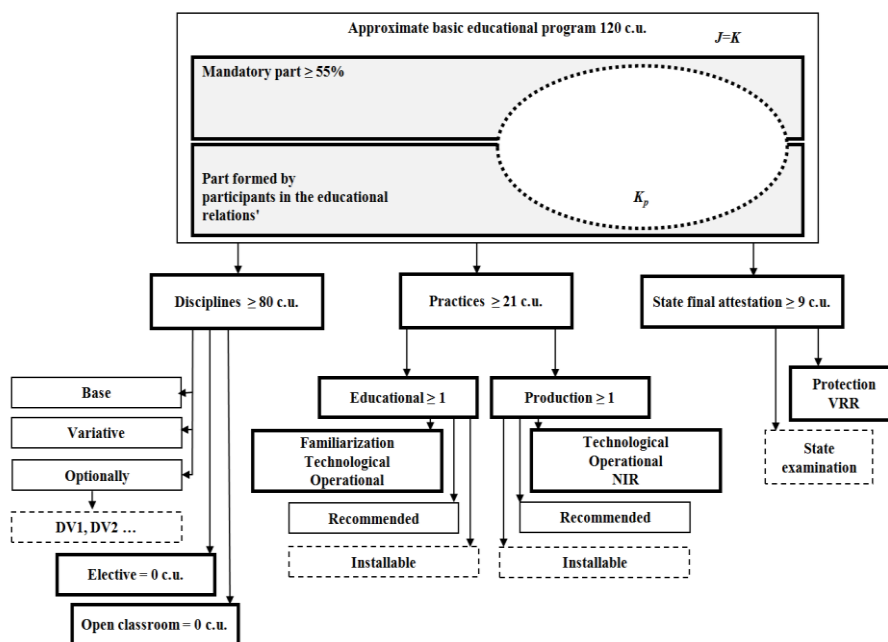 Approximate basic educational program 120 c.u.
J=K
Mandatory part ≥ 55%
Part formed by
participants in the educational
relations'
Kp
Disciplines ≥ 80 c.u.
Practices ≥ 21 c.u.
State final attestation ≥ 9 c.u.
Base
Variative
Optionally
DV1, DV2 ...
Elective = 0 c.u.
Open classroom = 0 c.u.
Educational ≥ 1
Familiarization
Technological
Operational
Recommended
Installable
Production ≥ 1
Technological
Operational
NIR
Recommended
Installable
Protection
VRR
State
examination